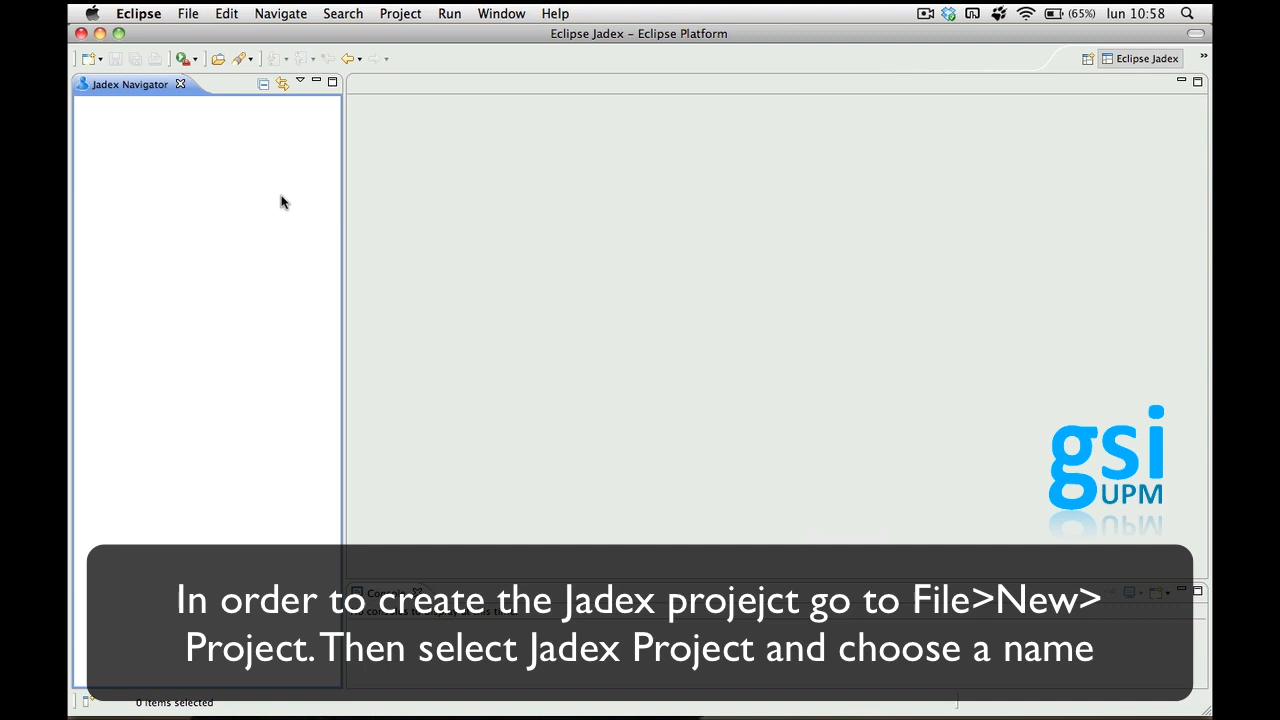 Eclipse File Edit Navigate Search Project Run Window Help (65%) lun 10:58
Eclipse Jadex – Eclipse Platform
Eclipse Jadex »
Jadex Navigator
gsi
UPM
In order to create the Jadex projejct go to File>New>
Project. Then select Jadex Project and choose a name
0 items selected